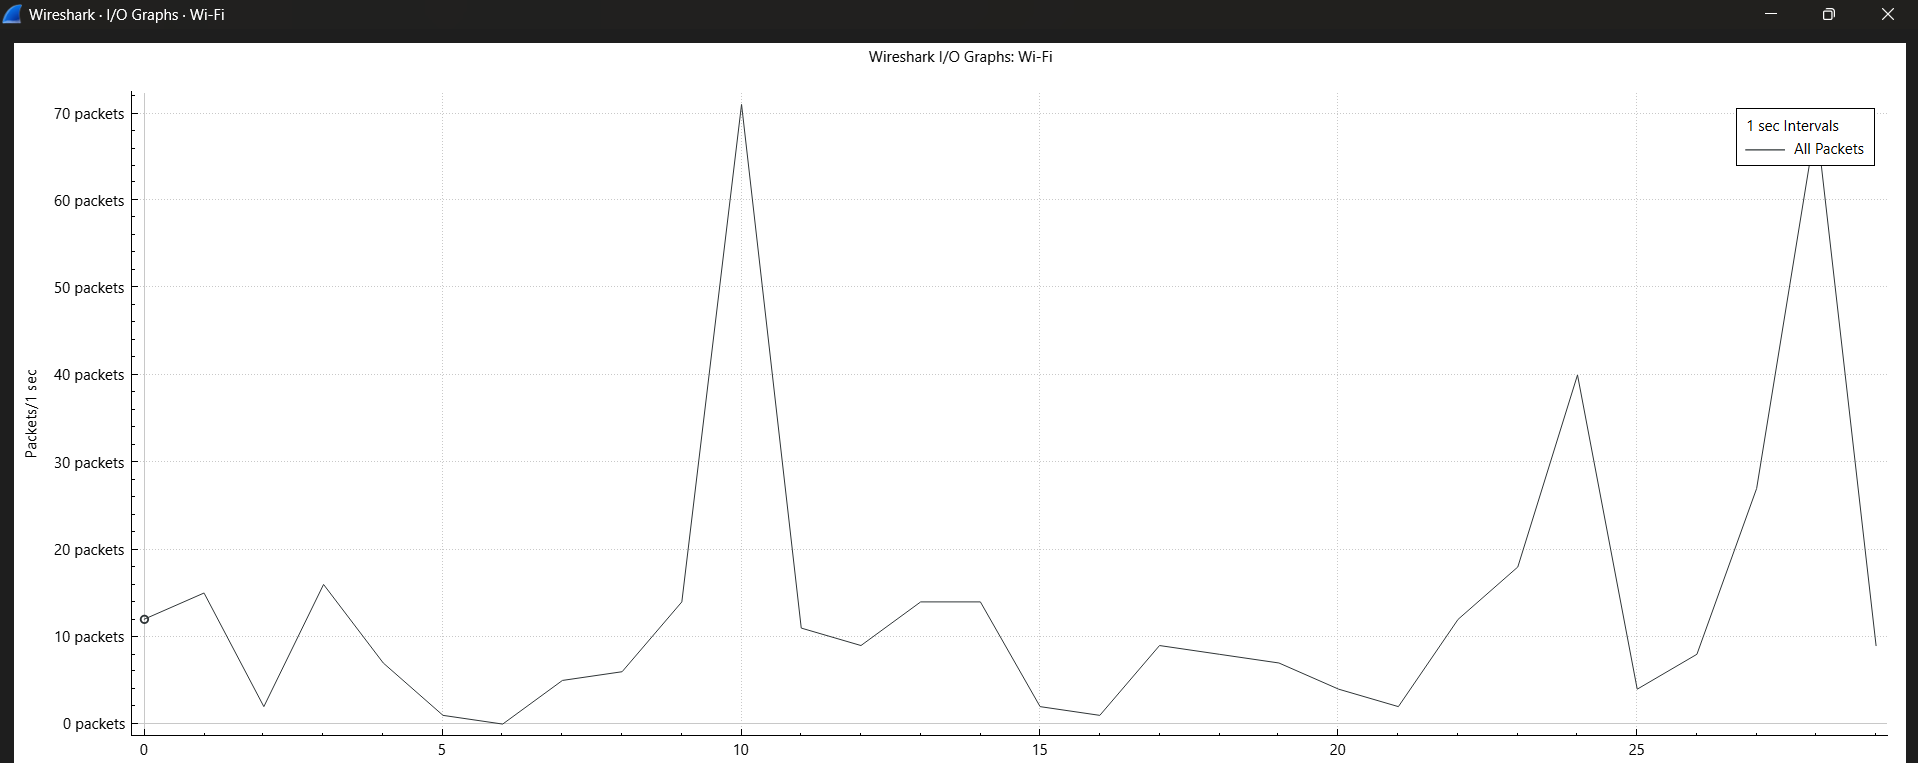 Wireshark · I/O Graphs · Wi-Fi
Wireshark I/O Graphs: Wi-Fi
70 packets
60 packets
50 packets
40 packets
30 packets
20 packets
10 packets
0 packets
Packets/1 sec
1 sec Intervals
All Packets
0
5
10
15
20
25